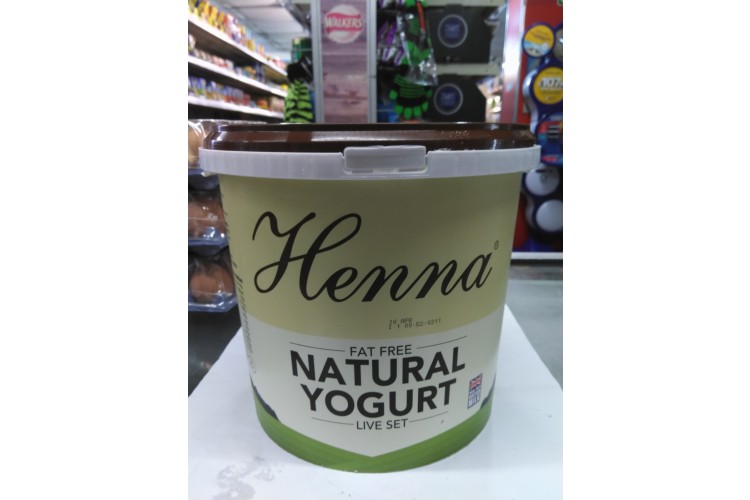 WALKERS
Henna
FAT FREE
NATURAL
YOGURT
LIVE SET